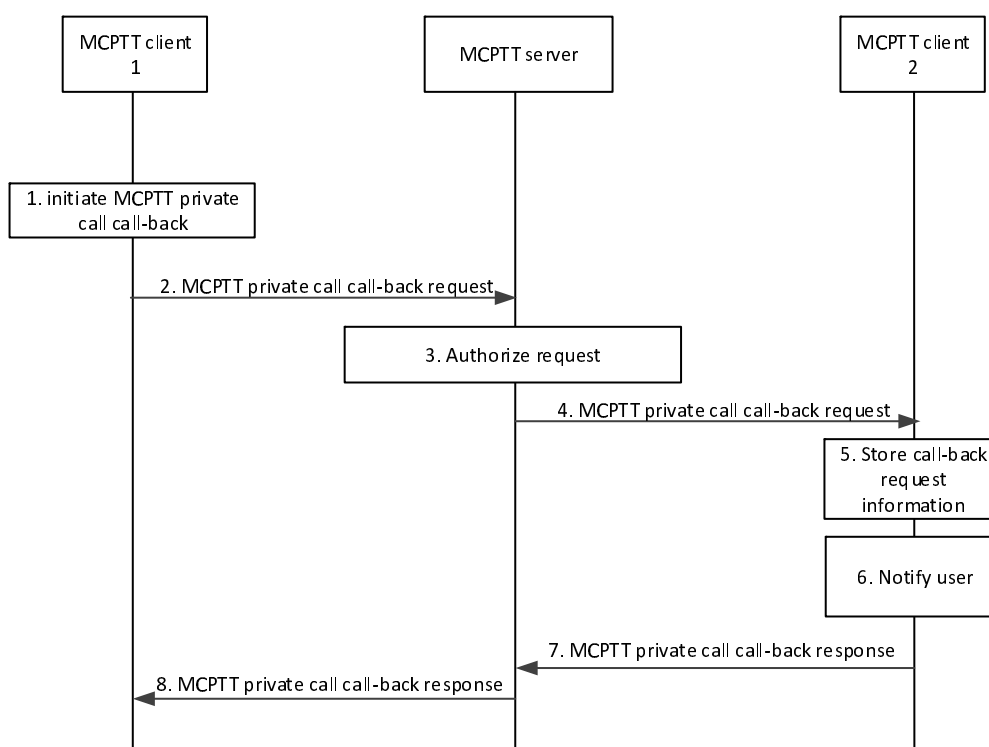 MCPTT client
1
MCPTT server
MCPTT client
2
1. initiate MCPTT private
call call-back
2. MCPTT private call call-back request
3. Authorize request
4. MCPTT private call call-back request
5. Store call-back
request
information
6. Notify user
7. MCPTT private call call-back response
8. MCPTT private call call-back response